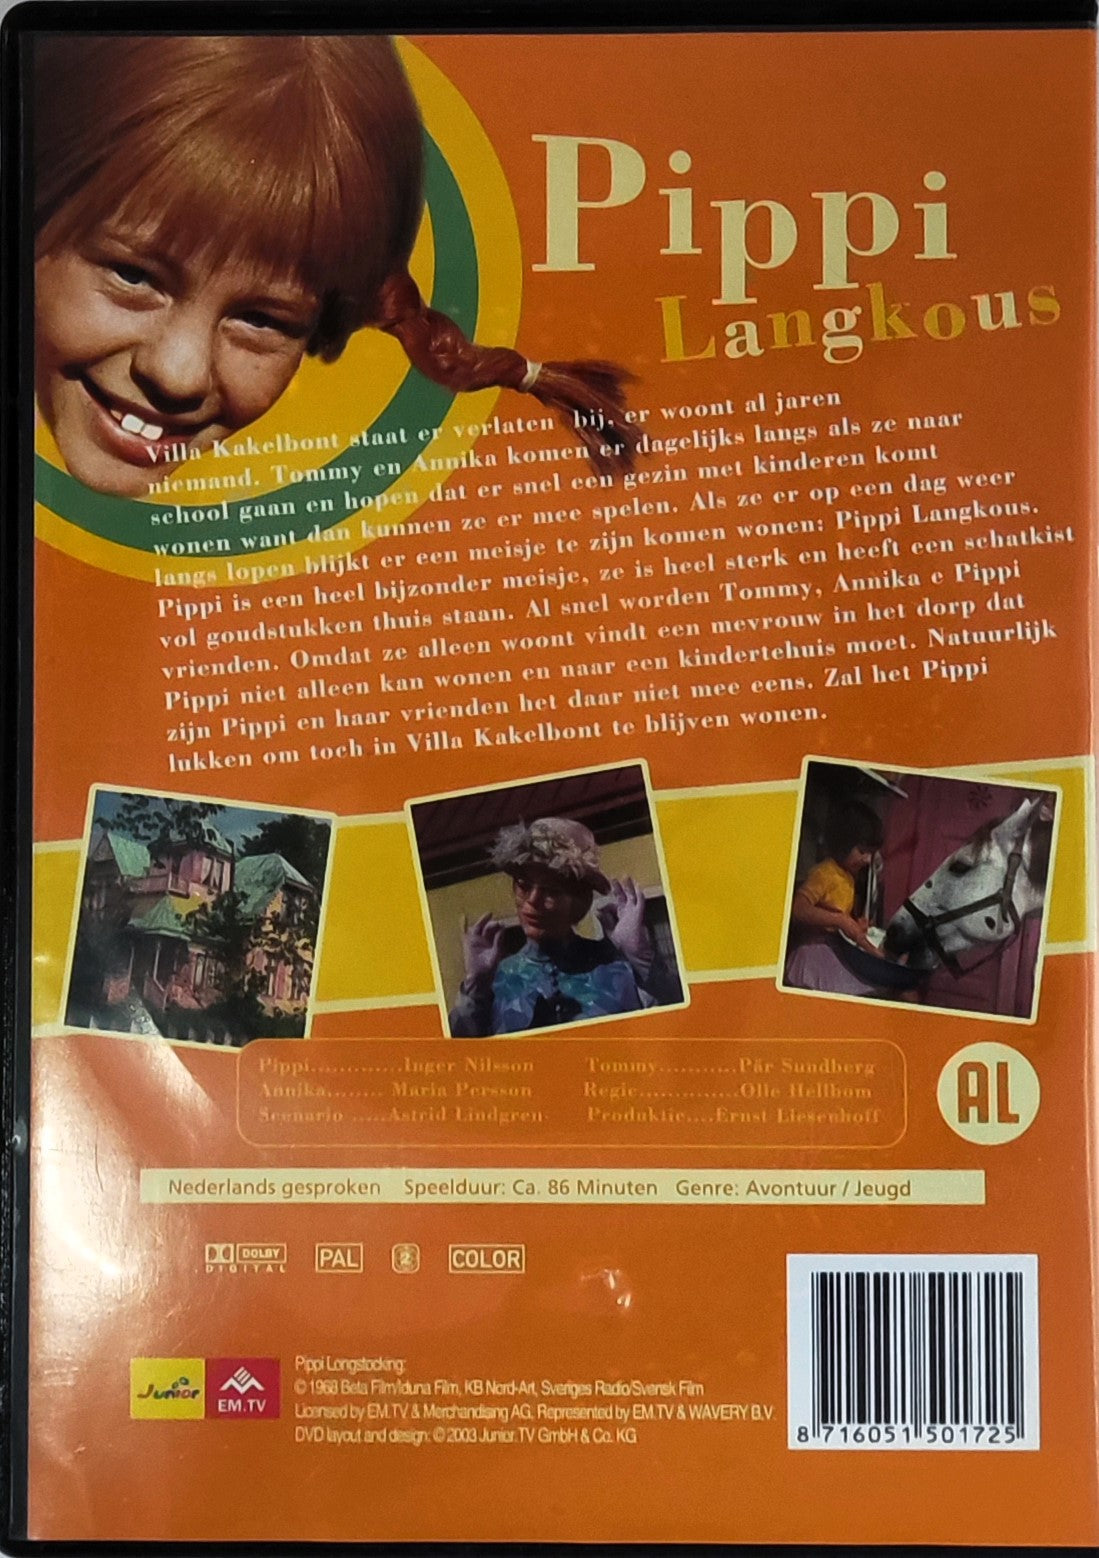 Pippi
Langkous
Villa Kakelbont staat er verlaten bij, er woont al jaren
niemand. Tommy en Annika komen er dagelijks langs als ze naar
school gaan en hopen dat er snel een gezin met kinderen komt
wonen want dan kunnen ze er mee spelen. Als ze er op een dag weer
langs lopen blijkt er een meisje te zijn komen wonen: Pippi Langkous.
Pippi is een heel bijzonder meisje, ze is heel sterk en heeft een schatkist
vol goudstukken thuis staan. Al snel worden Tommy, Annika e Pippi
vrienden. Omdat ze alleen woont vindt een mevrouw in het dorp dat
Pippi niet alleen kan wonen en naar een kindertehuis moet. Natuurlijk
zijn Pippi en haar vrienden het daar niet mee eens. Zal het Pippi
lukken om toch in Villa Kakelbont te blijven wonen.
Pippi.............Inger Nilsson Tommy............Pär Sundberg
Annika........ Maria Persson Regie..............Olle Hellbom
Scenario .....Astrid Lindgren Produktie....Ernst Liesenhoff
AL
Nederlands gesproken Speelduur: Ca. 86 Minuten Genre: Avontuur / Jeugd
DOLBY
DIGITAL
PAL
2
COLOR
Junior
EM.TV
Pippi Longstocking:
© 1968 Beta Film/Iduna Film, KB Nord-Art, Sveriges Radio/Svensk Film
Licensed by EM.TV & Merchandising AG, Represented by EM.TV & WAVERY B.V.
DVD layout and design: © 2003 Junior.TV GmbH & Co. KG
8 716051 501725